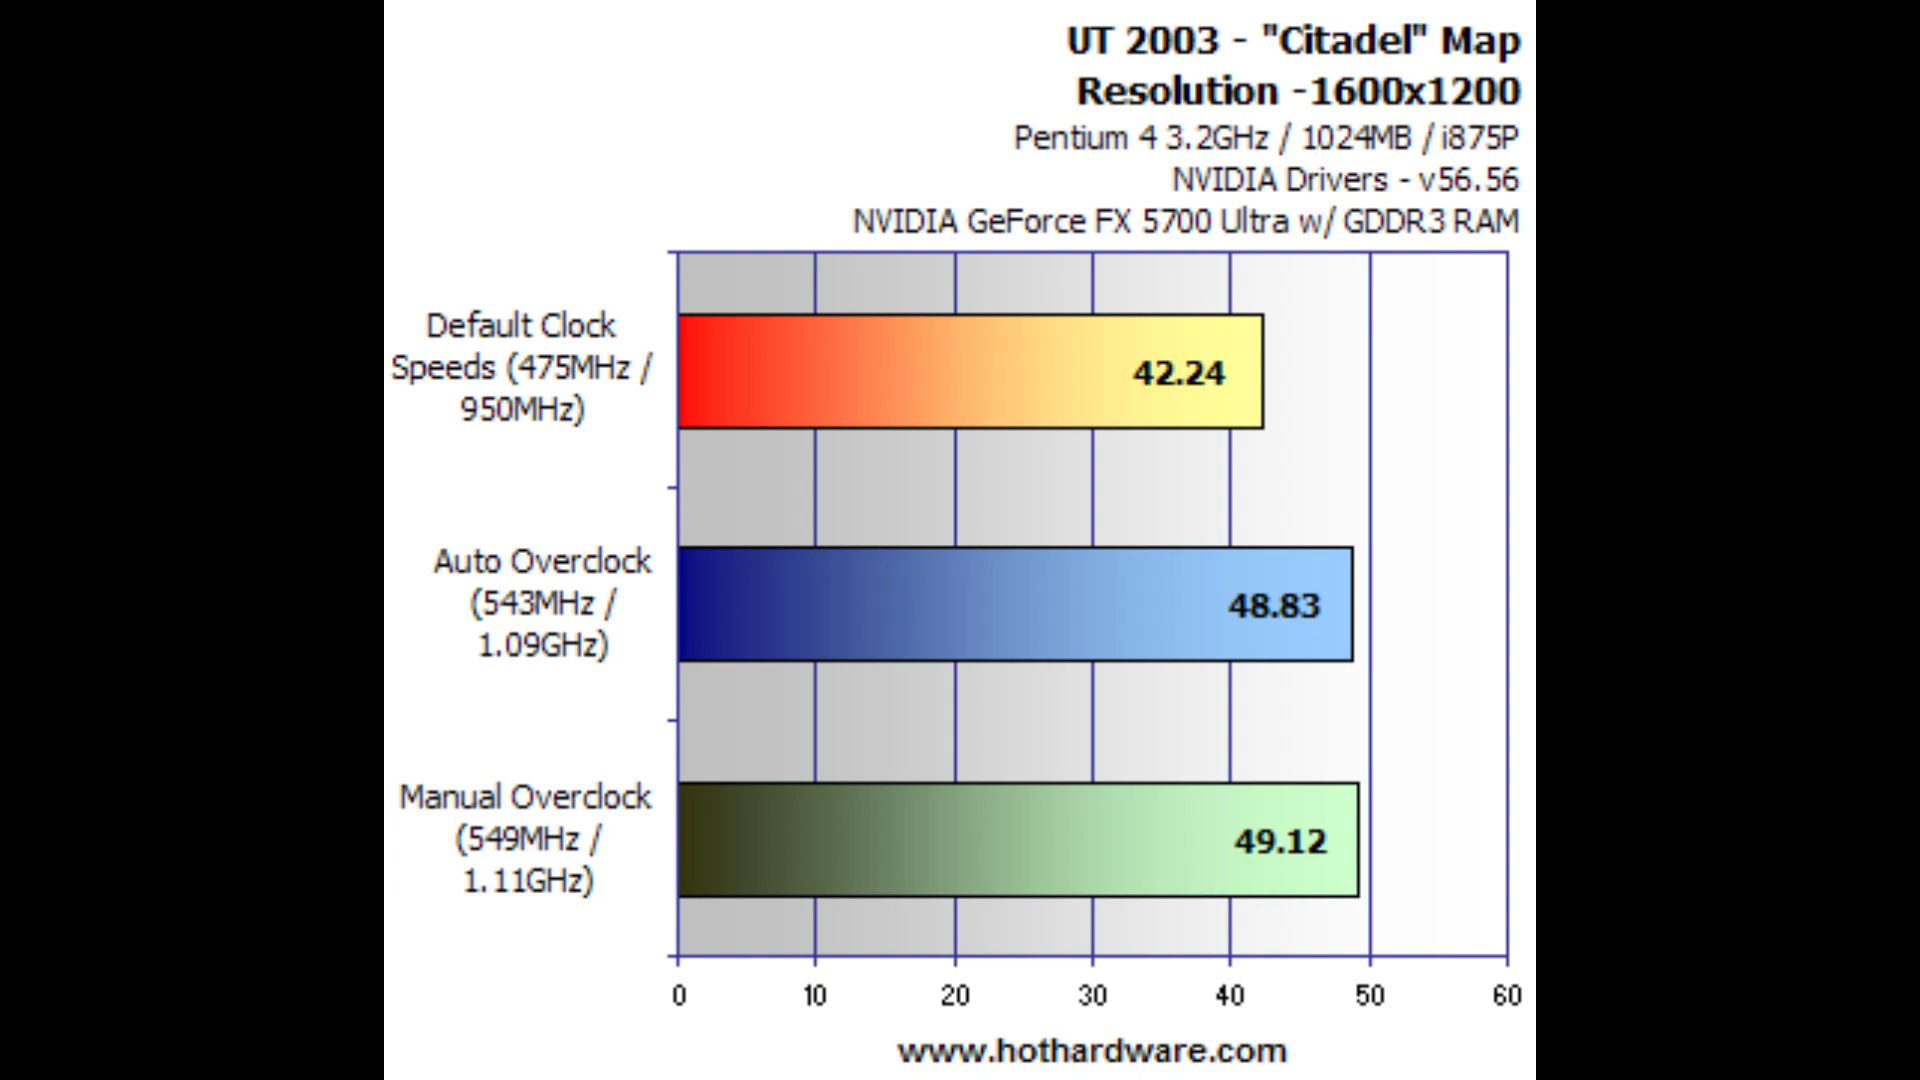 UT 2003 - "Citadel" Map
Resolution -1600x1200
Pentium 4 3.2GHz / 1024MB / i875P
NVIDIA Drivers - v56.56
NVIDIA GeForce FX 5700 Ultra w/ GDDR3 RAM
Default Clock
Speeds (475MHz /
950MHz)
42.24
Auto Overclock
(543MHz /
1.09GHz)
48.83
Manual Overclock
(549MHz /
1.11GHz)
49.12
0 10 20 30 40 50 60
www.hothardware.com